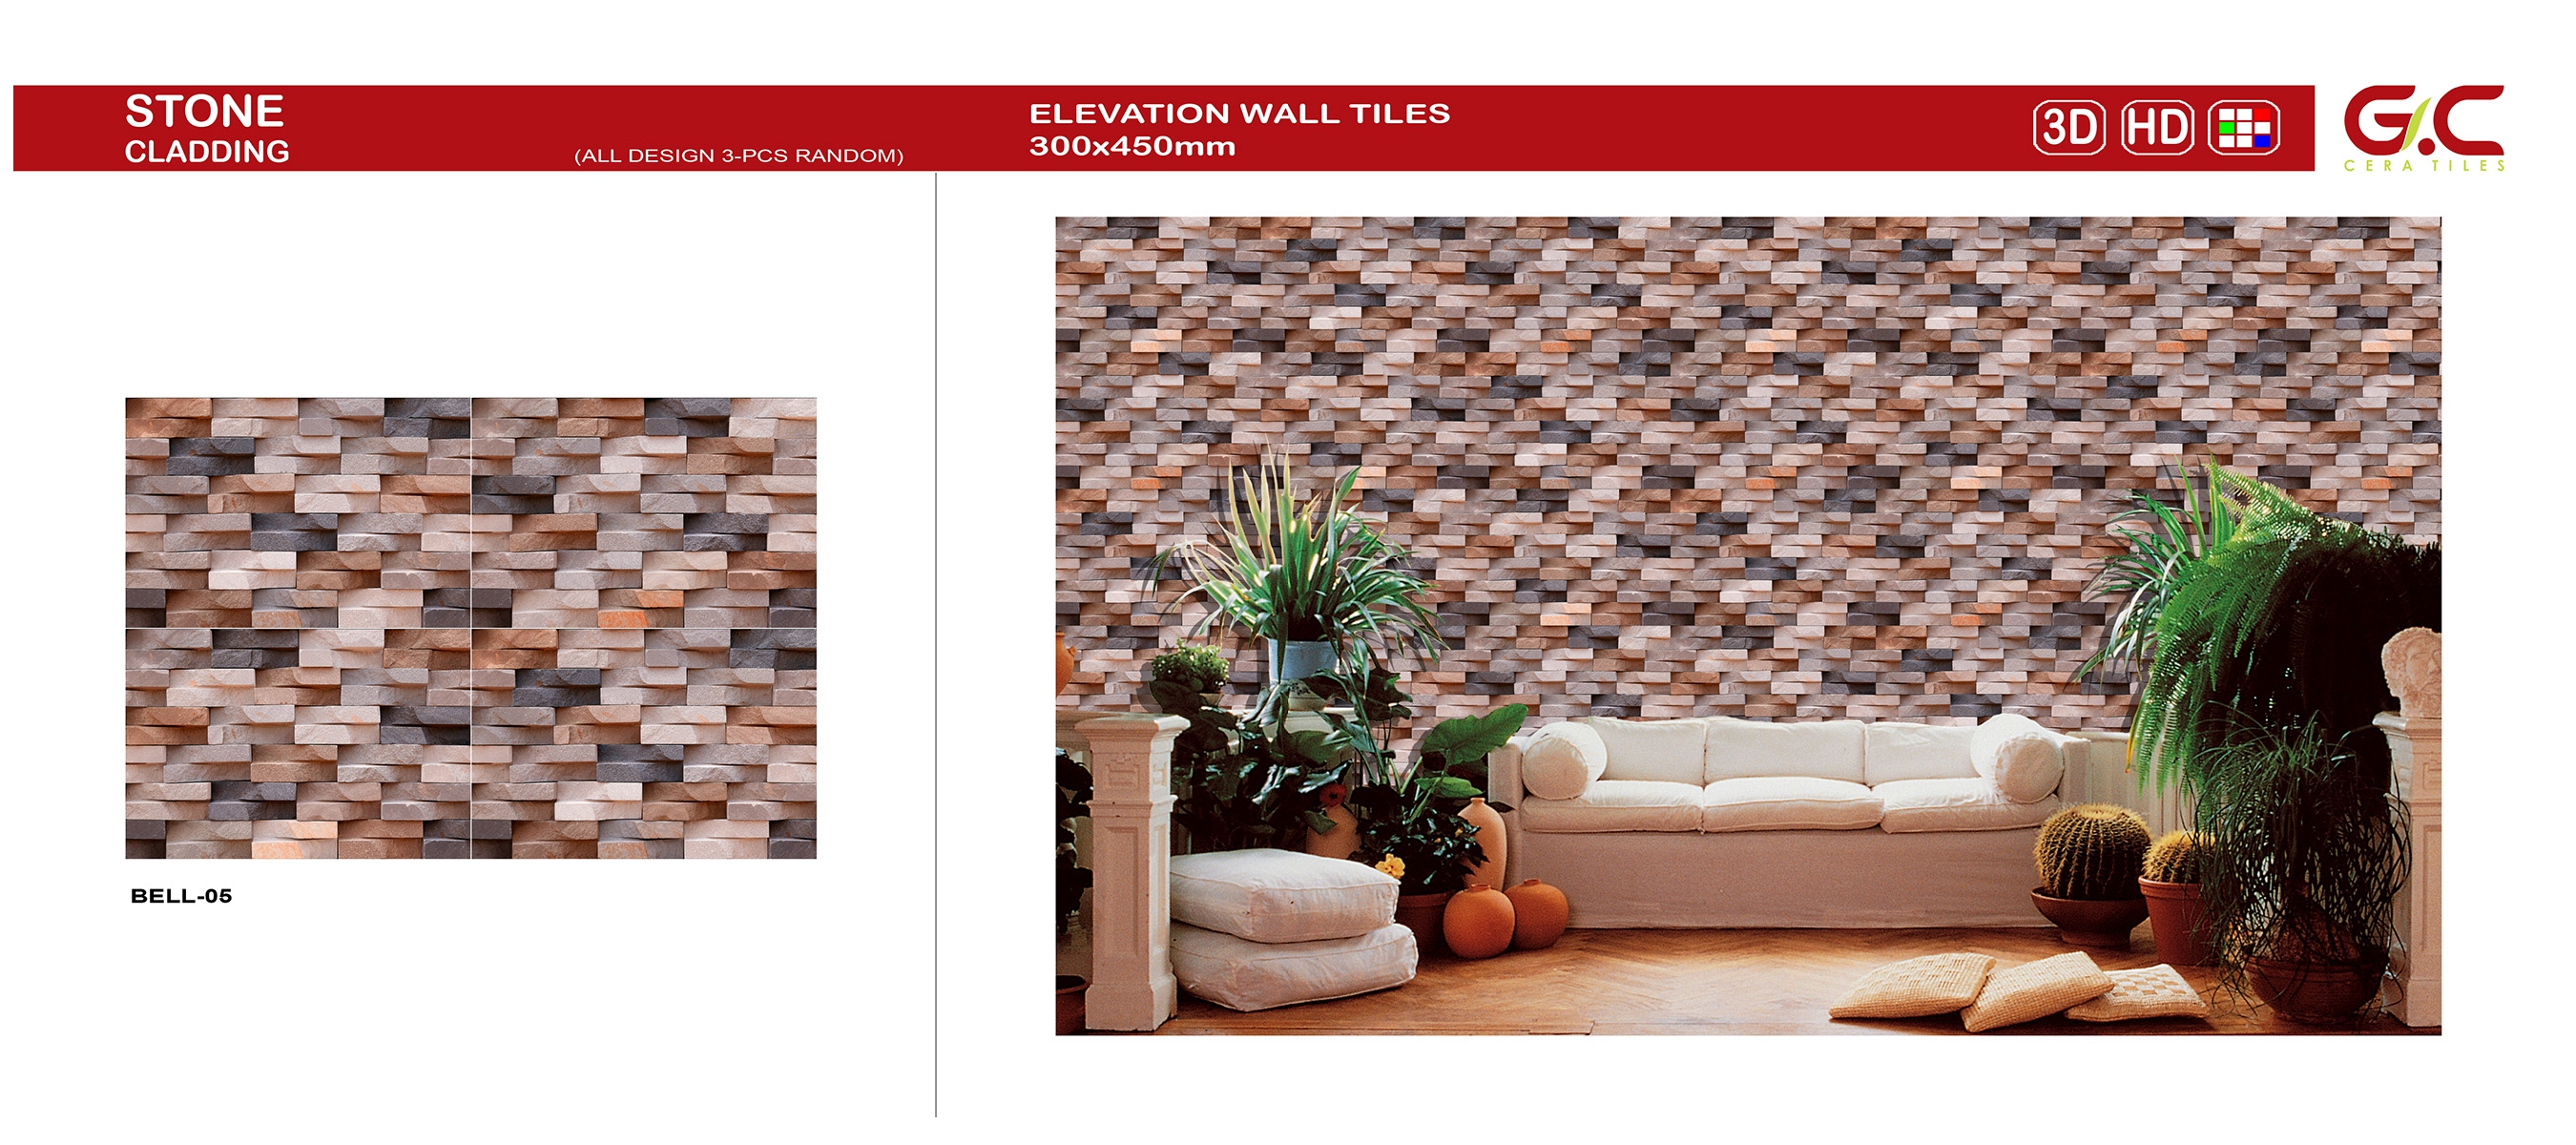 STONE
CLADDING
(ALL DESIGN 3-PCS RANDOM)
ELEVATION WALL TILES
300x450mm
3D
HD
G.C
CERA TILES
BELL-05